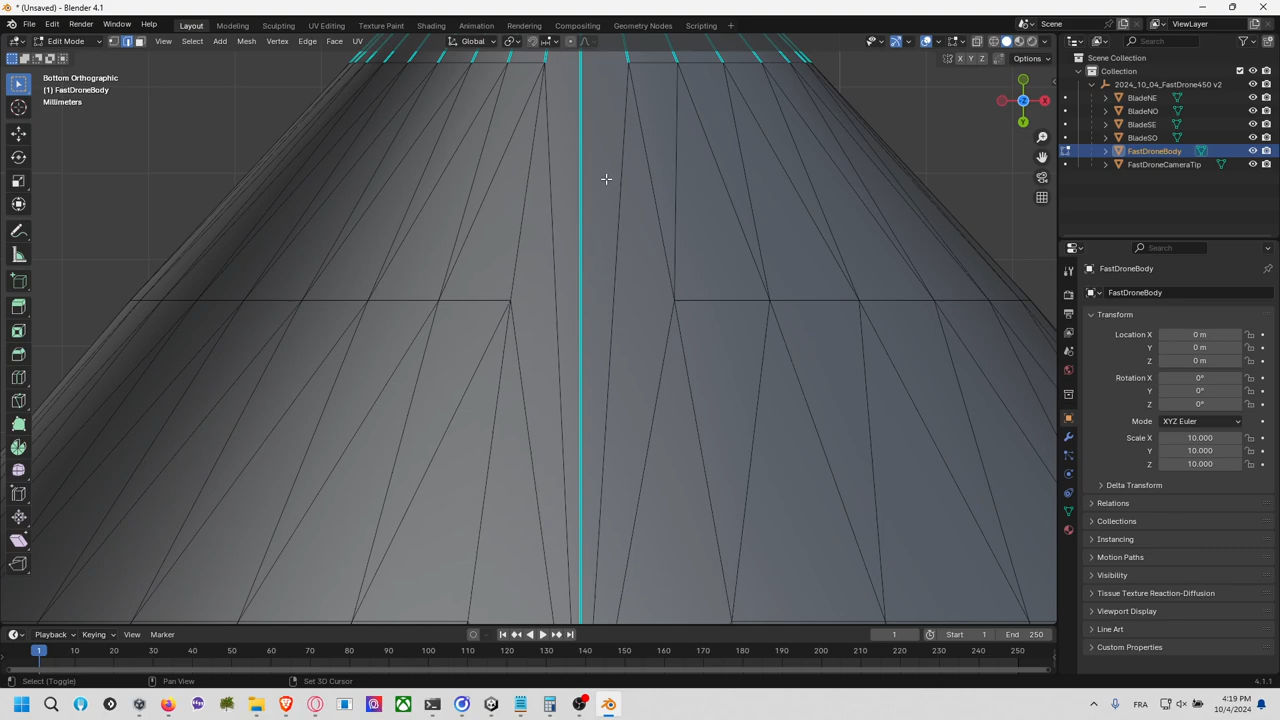 * (Unsaved) - Blender 4.1
File Edit Render Window Help Layout Modeling Sculpting UV Editing Texture Paint Shading Animation Rendering Compositing Geometry Nodes Scripting + Scene ViewLayer
Edit Mode View Select Add Mesh Vertex Edge Face UV Global Search
X Y Z Options
Bottom Orthographic
(1) FastDroneBody
Millimeters
X
Y
Z
Scene Collection
Collection
2024_10_04_FastDrone450 v2
BladeNE
BladeNO
BladeSE
BladeSO
FastDroneBody
FastDroneCameraTip
Search
FastDroneBody
FastDroneBody
Transform
Location X 0 m
Y 0 m
Z 0 m
Rotation X 0°
Y 0°
Z 0°
Mode XYZ Euler
Scale X 10.000
Y 10.000
Z 10.000
Delta Transform
Relations
Collections
Instancing
Motion Paths
Visibility
Tissue Texture Reaction-Diffusion
Viewport Display
Line Art
Custom Properties
Playback Keying View Marker 1 Start 1 End 250
1 10 20 30 40 50 60 70 80 90 100 110 120 130 140 150 160 170 180 190 200 210 220 230 240 250
Select (Toggle) Pan View Set 3D Cursor 4.1.1
FRA 4:19 PM
10/4/2024